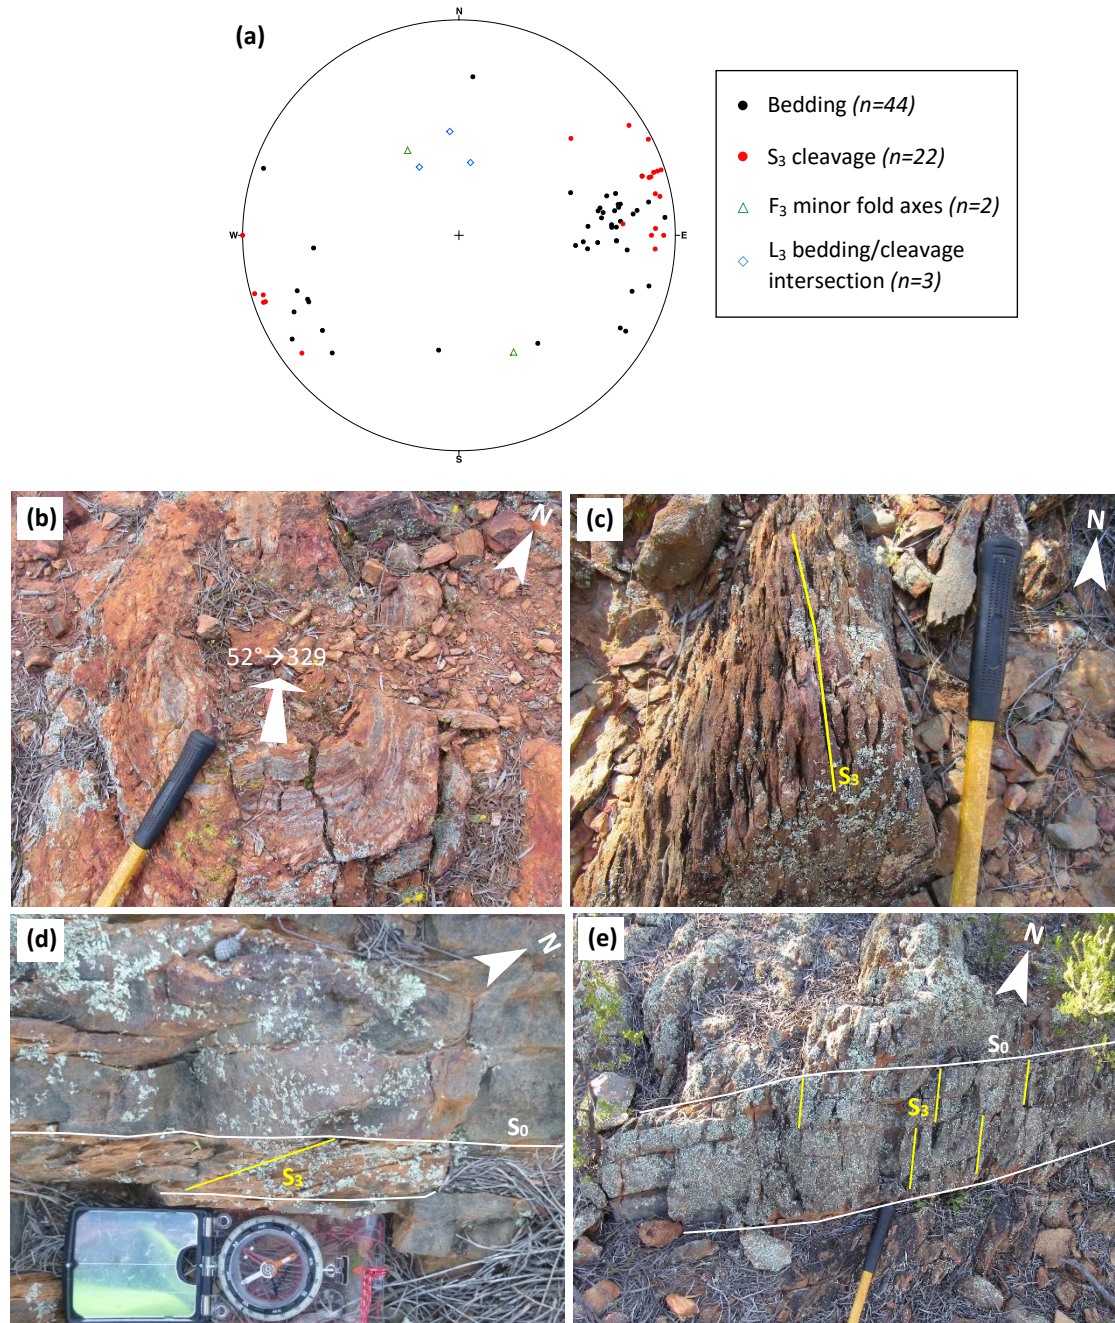 (a)
N
W
E
S
Bedding (n=44)
S₃ cleavage (n=22)
F₃ minor fold axes (n=2)
L₃ bedding/cleavage
intersection (n=3)
(b)
N
52°→329
(c)
N
S₃
(d)
N
S₀
S₃
(e)
N
S₀
S₃